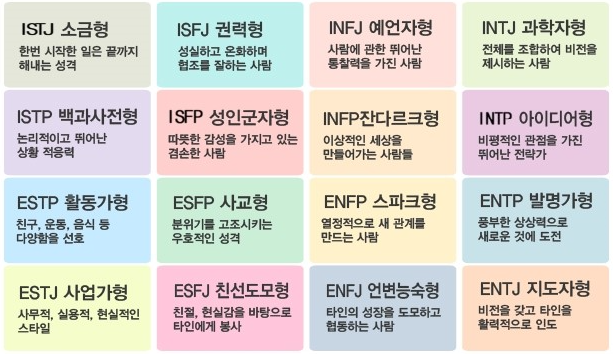 ISTJ 소금형
한번 시작한 일은 끝까지
해내는 성격
ISFJ 권력형
성실하고 온화하며
협조를 잘하는 사람
INFJ 예언자형
사람에 관한 뛰어난
통찰력을 가진 사람
INTJ 과학자형
전체를 조합하여 비전을
제시하는 사람
ISTP 백과사전형
논리적이고 뛰어난
상황 적응력
ISFP 성인군자형
따뜻한 감성을 가지고 있는
겸손한 사람
INFP잔다르크형
이상적인 세상을
만들어가는 사람들
INTP 아이디어형
비평적인 관점을 가진
뛰어난 전략가
ESTP 활동가형
친구, 운동, 음식 등
다양함을 선호
ESFP 사교형
분위기를 고조시키는
우호적인 성격
ENFP 스파크형
열정적으로 새 관계를
만드는 사람
ENTP 발명가형
풍부한 상상력으로
새로운 것에 도전
ESTJ 사업가형
사무적, 실용적, 현실적인
스타일
ESFJ 친선도모형
친절, 현실감을 바탕으로
타인에게 봉사
ENFJ 언변능숙형
타인의 성장을 도모하고
협동하는 사람
ENTJ 지도자형
비전을 갖고 타인을
활력적으로 인도